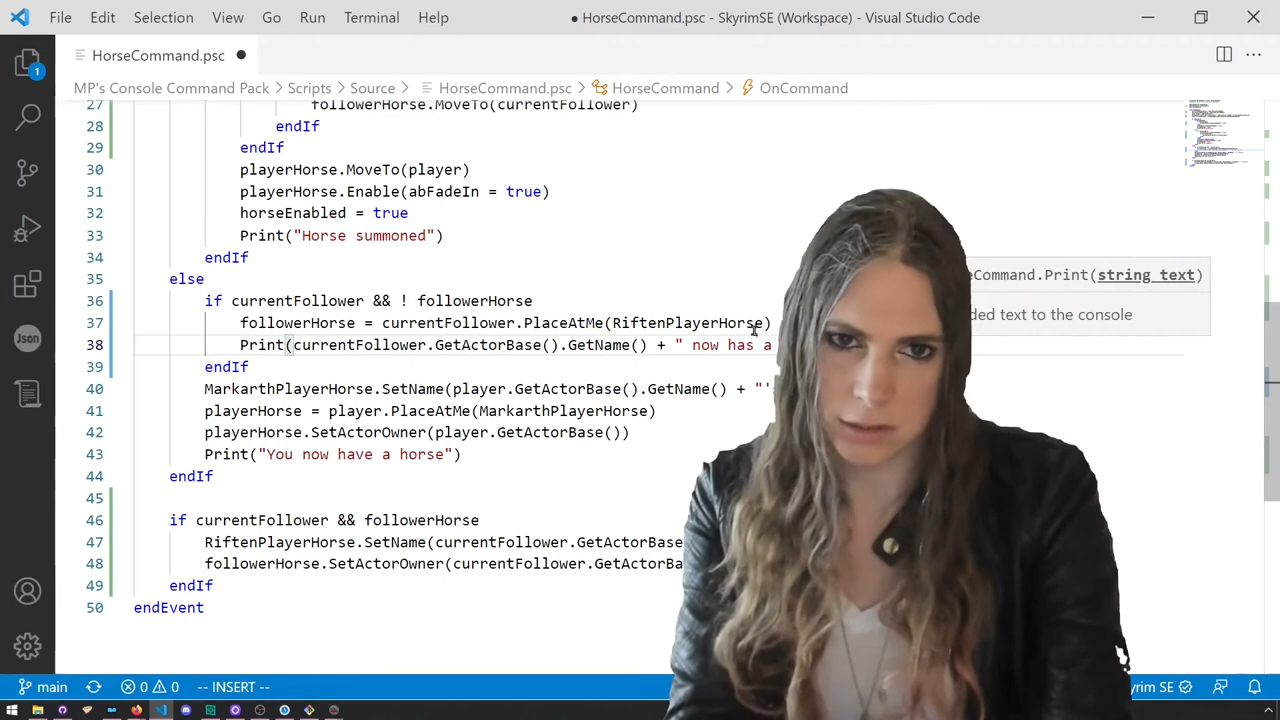 File Edit Selection View Go Run Terminal Help
● HorseCommand.psc - SkyrimSE (Workspace) - Visual Studio Code
HorseCommand.psc ●
MP's Console Command Pack > Scripts > Source > HorseCommand.psc > HorseCommand > OnCommand
27 followerHorse.MoveTo(currentFollower)
28 endIf
29 endIf
30 playerHorse.MoveTo(player)
31 playerHorse.Enable(abFadeIn = true)
32 horseEnabled = true
33 Print("Horse summoned")
34 endIf
35 else
36 if currentFollower && ! followerHorse
37 followerHorse = currentFollower.PlaceAtMe(RiftenPlayerHorse)
38 Print(currentFollower.GetActorBase().GetName() + " now has a
39 endIf
40 MarkarthPlayerHorse.SetName(player.GetActorBase().GetName() + "'
41 playerHorse = player.PlaceAtMe(MarkarthPlayerHorse)
42 playerHorse.SetActorOwner(player.GetActorBase())
43 Print("You now have a horse")
44 endIf
45
46 if currentFollower && followerHorse
47 RiftenPlayerHorse.SetName(currentFollower.GetActorBase
48 followerHorse.SetActorOwner(currentFollower.GetActorBa
49 endIf
50 endEvent
eCommand.Print(string text)
ded text to the console
1
Json
main 0 0 -- INSERT --
yrim SE